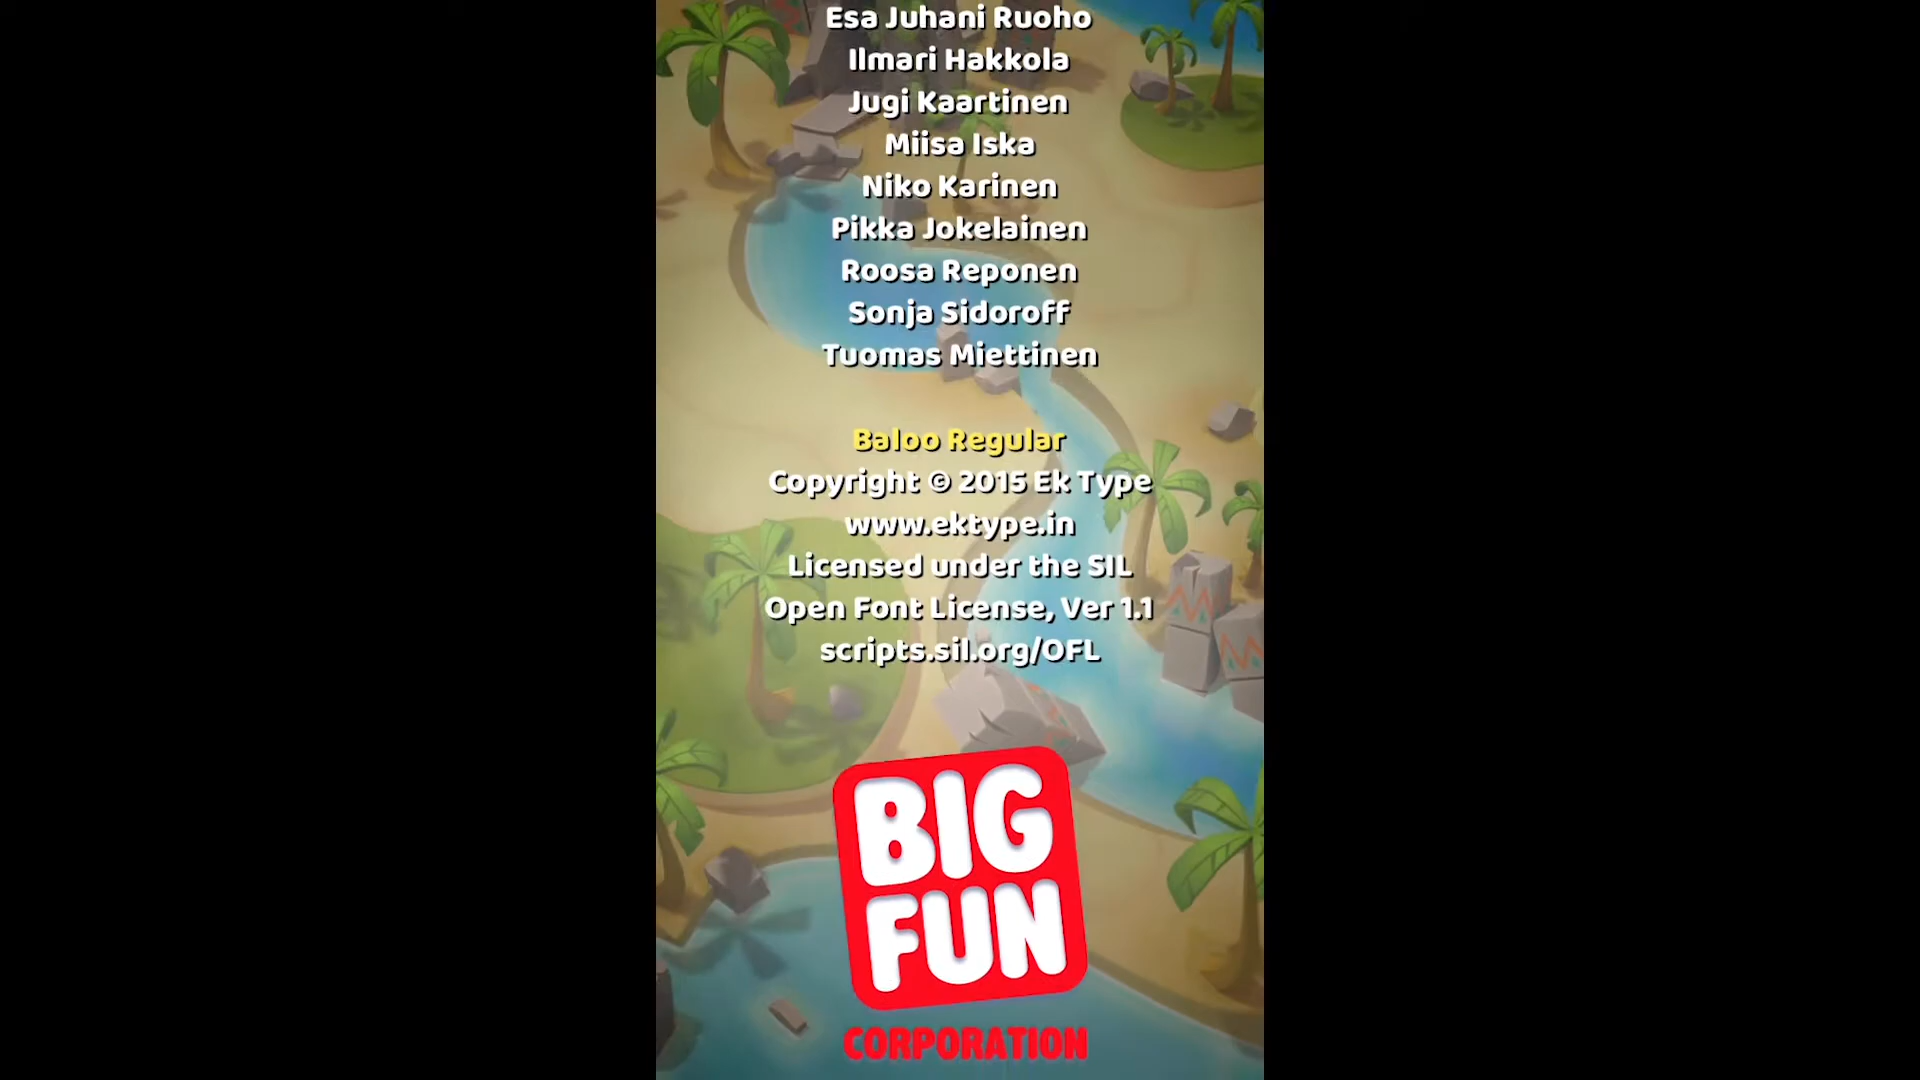 Esa Juhani Ruoho
Ilmari Hakkola
Jugi Kaartinen
Miisa Iska
Niko Karinen
Pikka Jokelainen
Roosa Reponen
Sonja Sidoroff
Tuomas Miettinen
Baloo Regular
Copyright © 2015 Ek Type
www.ektype.in
Licensed under the SIL
Open Font License, Ver 1.1
scripts.sil.org/OFL
BIG
FUN
CORPORATION